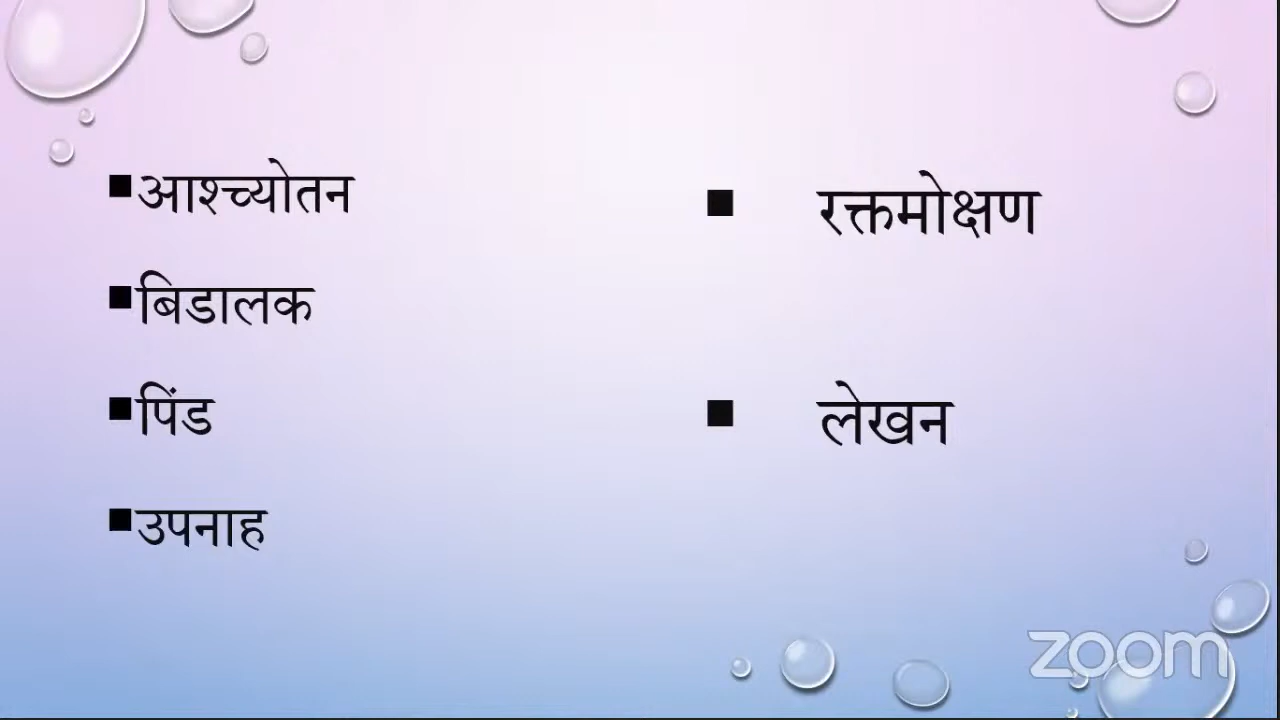 आश्च्योतन
बिडालक
पिंड
उपनाह
रक्तमोक्षण
लेखन
zoom